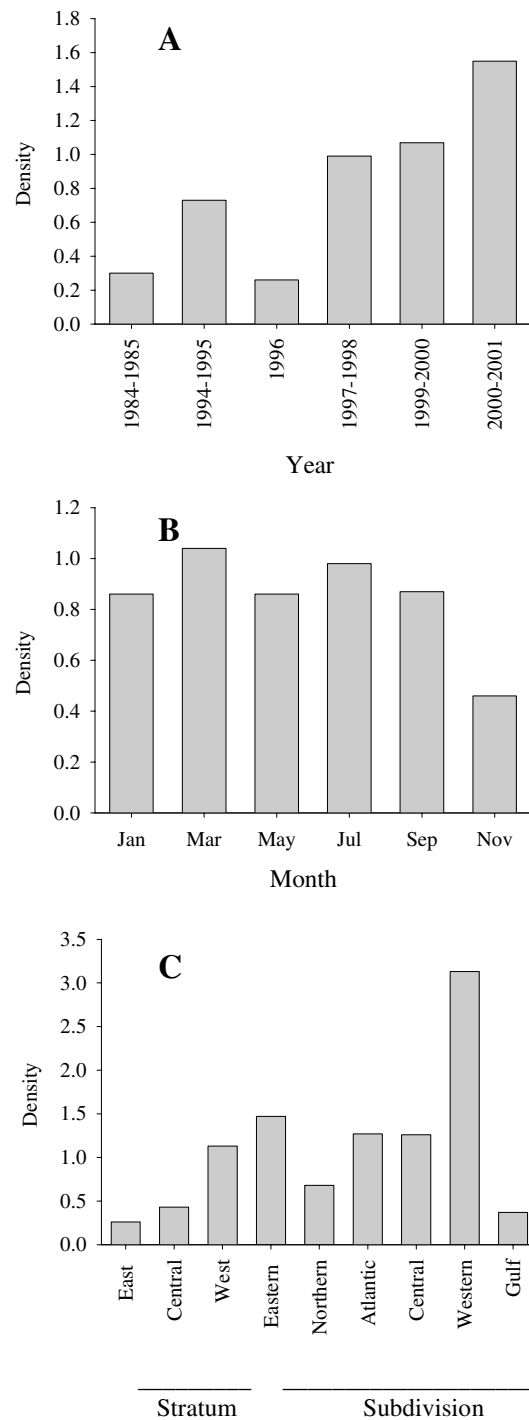 A
Density
1.8
1.6
1.4
1.2
1.0
0.8
0.6
0.4
0.2
0.0
1984-1985
1994-1995
1996
1997-1998
1999-2000
2000-2001
Year
B
Density
1.2
1.0
0.8
0.6
0.4
0.2
0.0
Jan Mar May Jul Sep Nov
Month
C
Density
3.5
3.0
2.5
2.0
1.5
1.0
0.5
0.0
East
Central
West
Eastern
Northern
Atlantic
Central
Western
Gulf
Stratum Subdivision